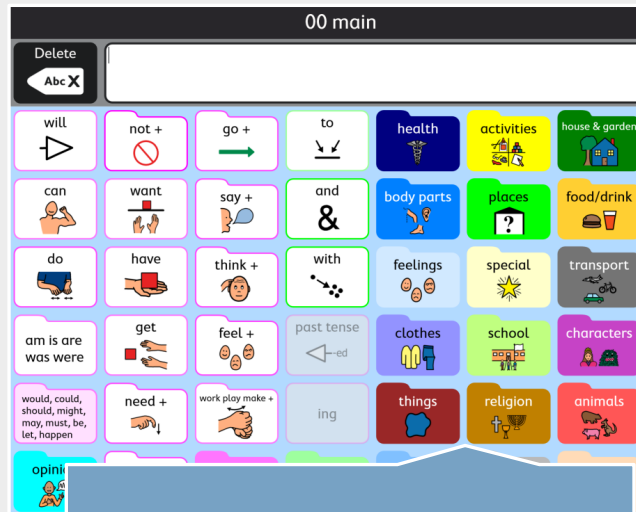 00 main
Delete
Abc X
will
not +
go +
to
health
activities
house & garden
can
want
say +
and
&
body parts
places
?
food/drink
do
have
think +
with
feelings
special
transport
am is are
was were
get
feel +
past tense
-ed
clothes
school
characters
would, could,
should, might,
may, must, be,
let, happen
need +
work play make +
ing
things
religion
animals